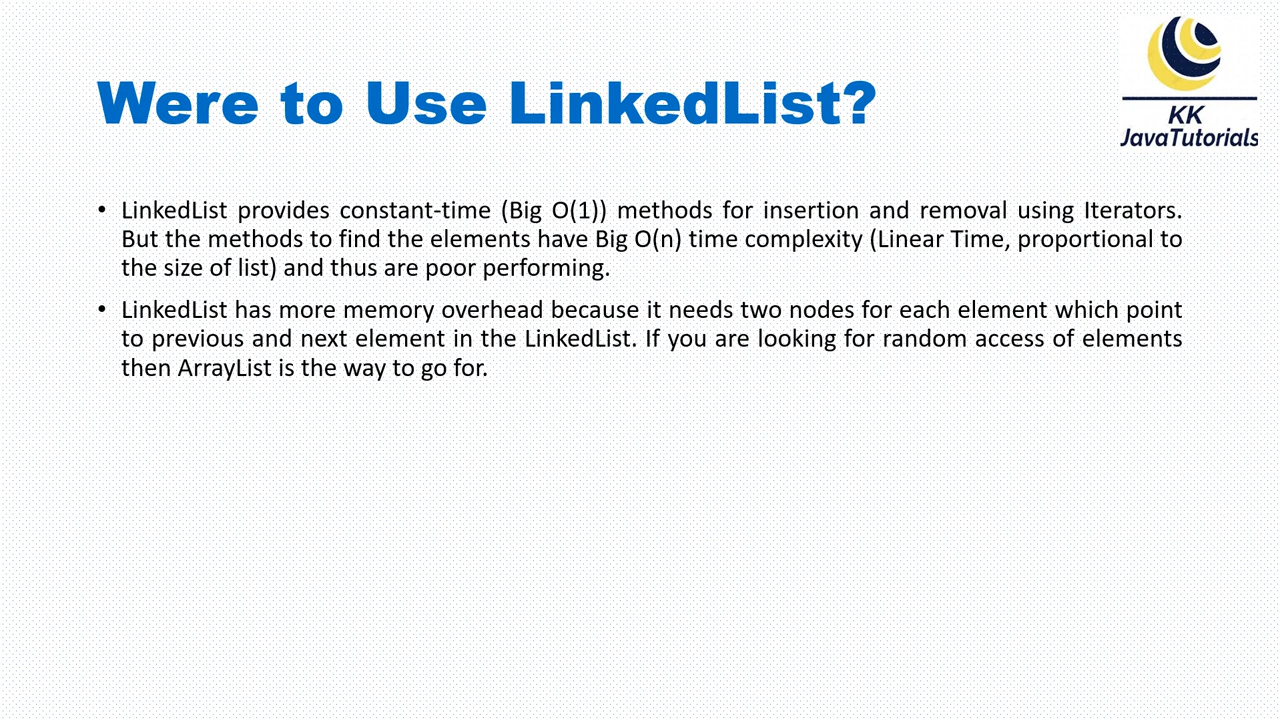 Were to Use LinkedList?
KK
JavaTutorials
• LinkedList provides constant-time (Big O(1)) methods for insertion and removal using Iterators.
But the methods to find the elements have Big O(n) time complexity (Linear Time, proportional to
the size of list) and thus are poor performing.
• LinkedList has more memory overhead because it needs two nodes for each element which point
to previous and next element in the LinkedList. If you are looking for random access of elements
then ArrayList is the way to go for.